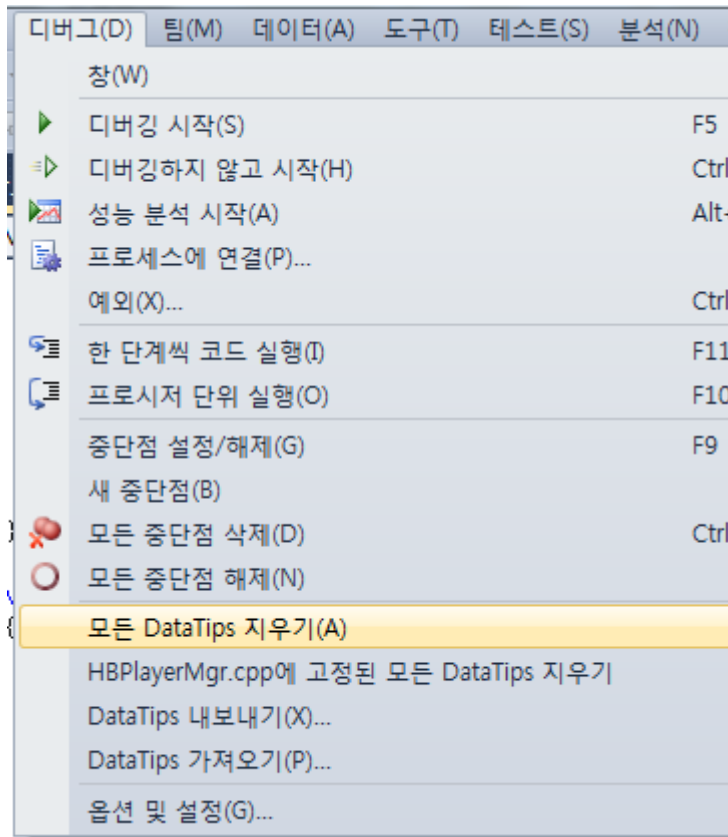 디버그(D) 팀(M) 데이터(A) 도구(T) 테스트(S) 분석(N)
창(W)
디버깅 시작(S) F5
디버깅하지 않고 시작(H) Ctrl
성능 분석 시작(A) Alt-
프로세스에 연결(P)...
예외(X)... Ctrl
한 단계씩 코드 실행(I) F11
프로시저 단위 실행(O) F10
중단점 설정/해제(G) F9
새 중단점(B)
모든 중단점 삭제(D) Ctrl
모든 중단점 해제(N)
모든 DataTips 지우기(A)
HBPlayerMgr.cpp에 고정된 모든 DataTips 지우기
DataTips 내보내기(X)...
DataTips 가져오기(P)...
옵션 및 설정(G)...